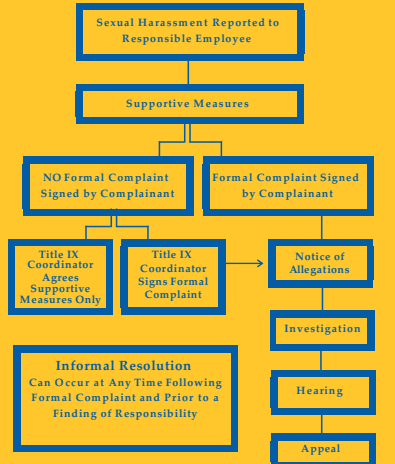 Sexual Harassment Reported to
Responsible Employee
Supportive Measures
NO Formal Complaint
Signed by Complainant
Formal Complaint Signed
by Complainant
Title IX
Coordinator
Agrees
Supportive
Measures Only
Title IX
Coordinator
Signs Formal
Complaint
Notice of
Allegations
Investigation
Informal Resolution
Can Occur at Any Time Following
Formal Complaint and Prior to a
Finding of Responsibility
Hearing
Appeal